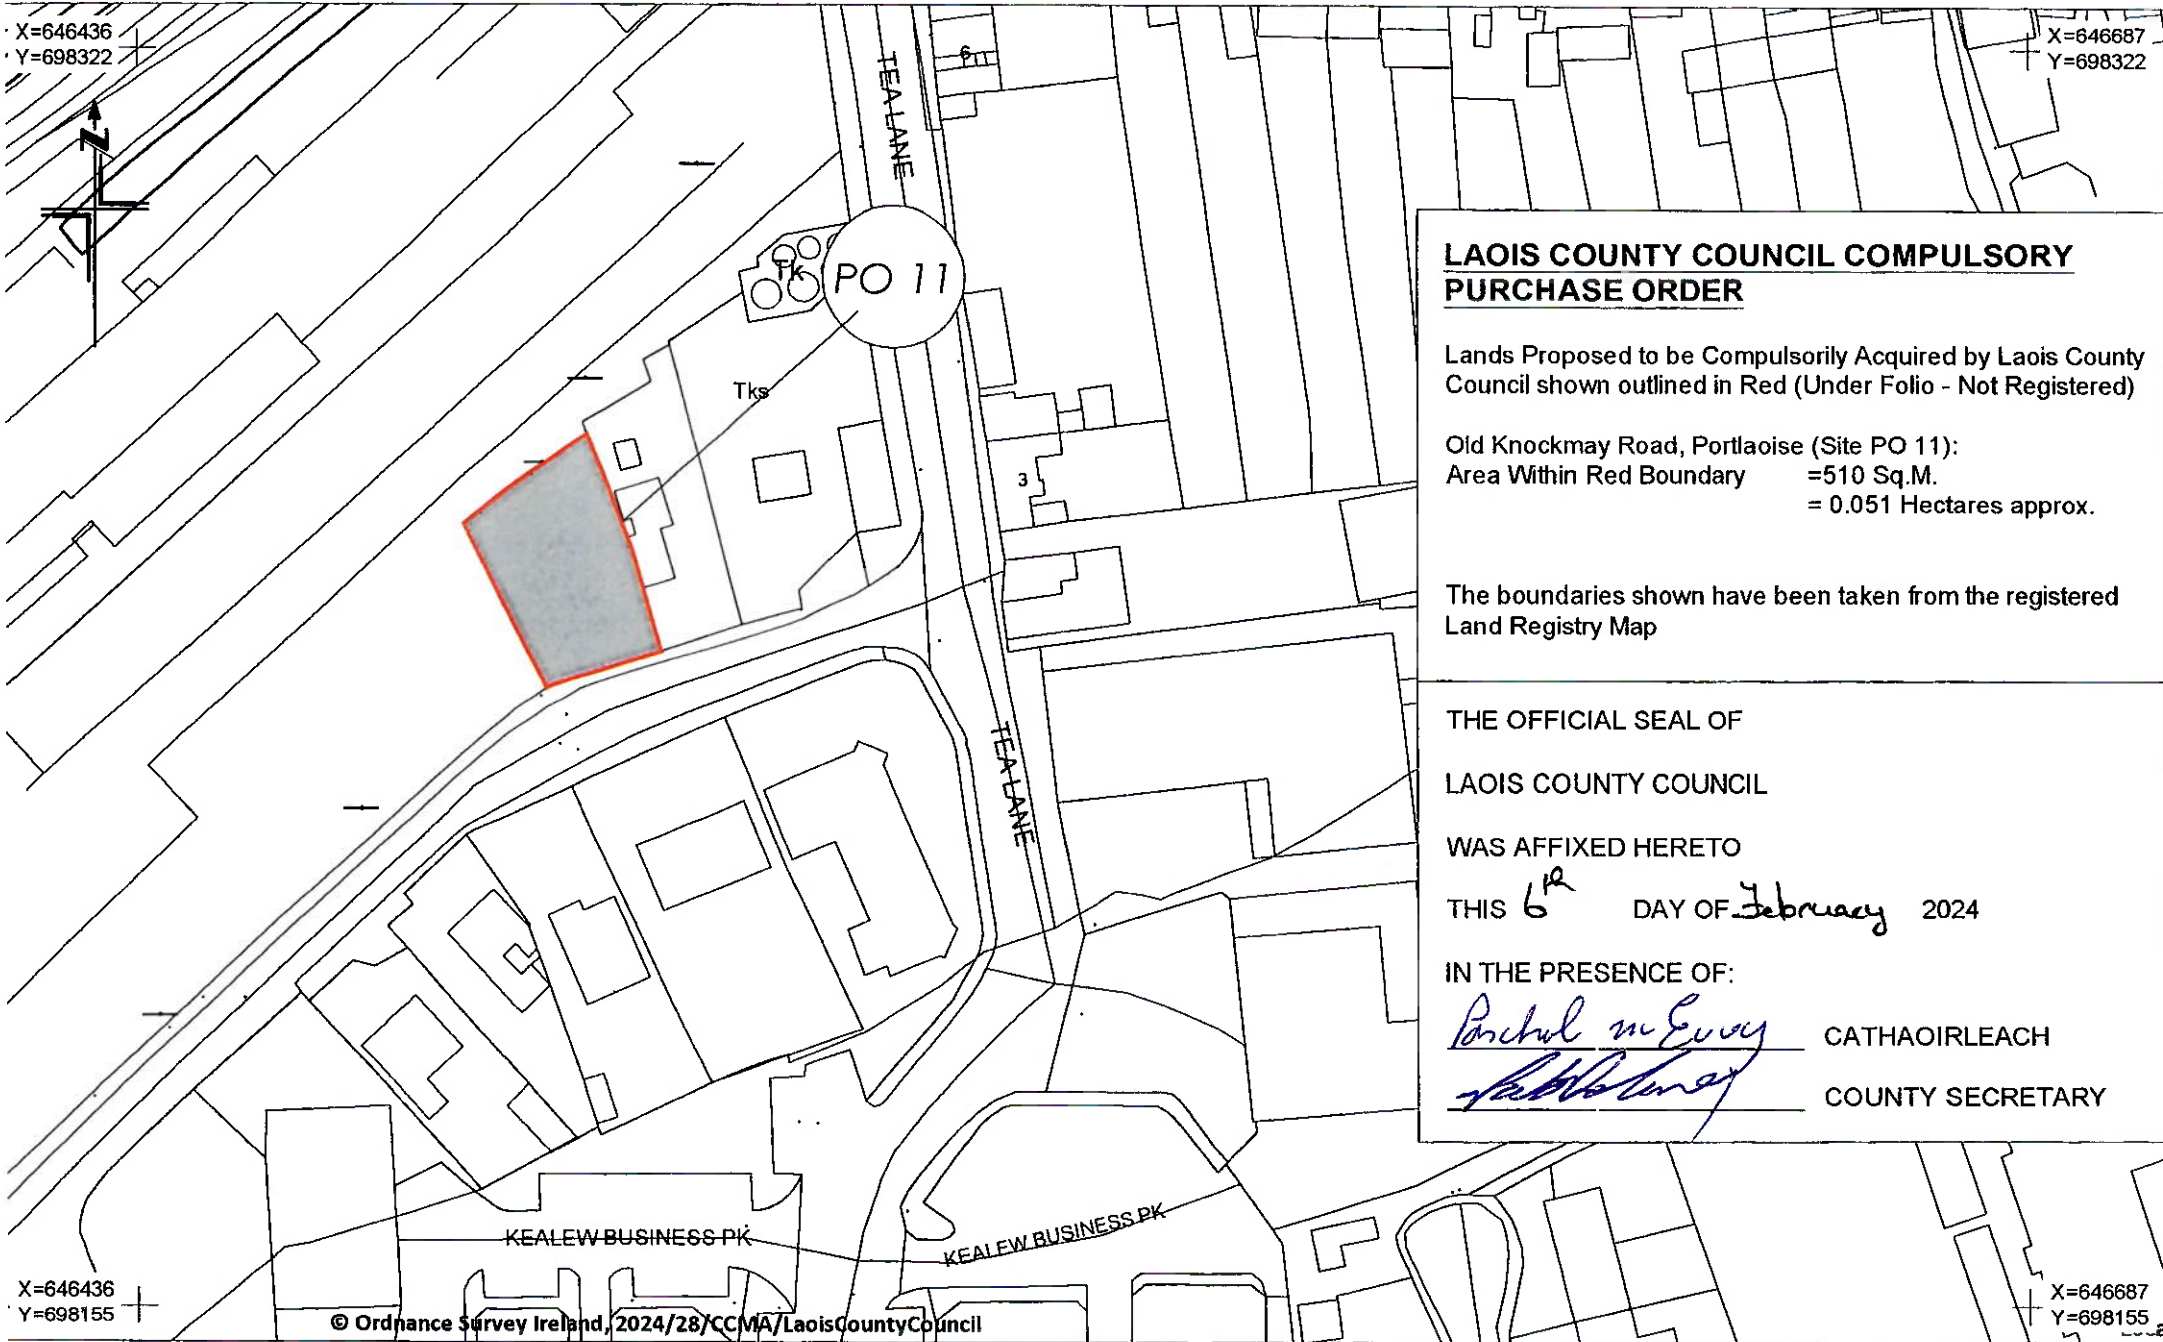 X=646436
Y=698322
X=646687
Y=698322
N
6
TEA LANE
Tk
PO 11
Tks
3
TEA LANE
LAOIS COUNTY COUNCIL COMPULSORY
PURCHASE ORDER
Lands Proposed to be Compulsorily Acquired by Laois County
Council shown outlined in Red (Under Folio - Not Registered)
Old Knockmay Road, Portlaoise (Site PO 11):
Area Within Red Boundary =510 Sq.M.
= 0.051 Hectares approx.
The boundaries shown have been taken from the registered
Land Registry Map
THE OFFICIAL SEAL OF
LAOIS COUNTY COUNCIL
WAS AFFIXED HERETO
THIS 6th DAY OF February 2024
IN THE PRESENCE OF:
Paschal McEvoy CATHAOIRLEACH
COUNTY SECRETARY
KEALEW BUSINESS PK
KEALEW BUSINESS PK
X=646436
Y=698155
© Ordnance Survey Ireland, 2024/28/CCMA/LaoisCountyCouncil
X=646687
Y=698155